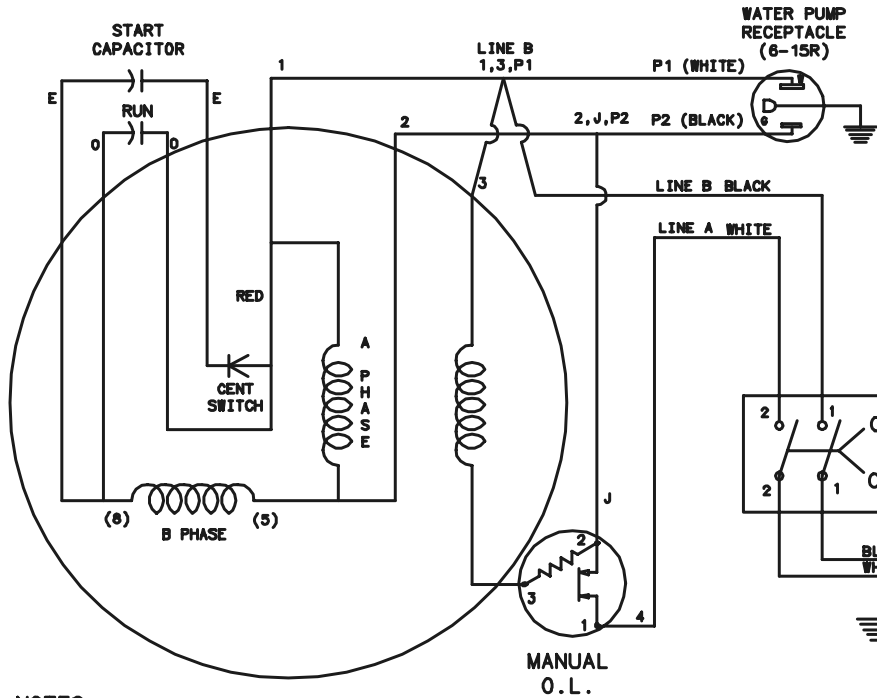 WATER PUMP
RECEPTACLE
(6-15R)
START
CAPACITOR
LINE B
1,3,P1
1
P1 (WHITE)
W
E
E
RUN
G
O
O
2
2,J,P2
P2 (BLACK)
3
LINE B BLACK
LINE A WHITE
RED
A PHASE
CENT
SWITCH
2
1
2
1
J
(8)
(5)
B PHASE
2
3
1
4
MANUAL
O.L.